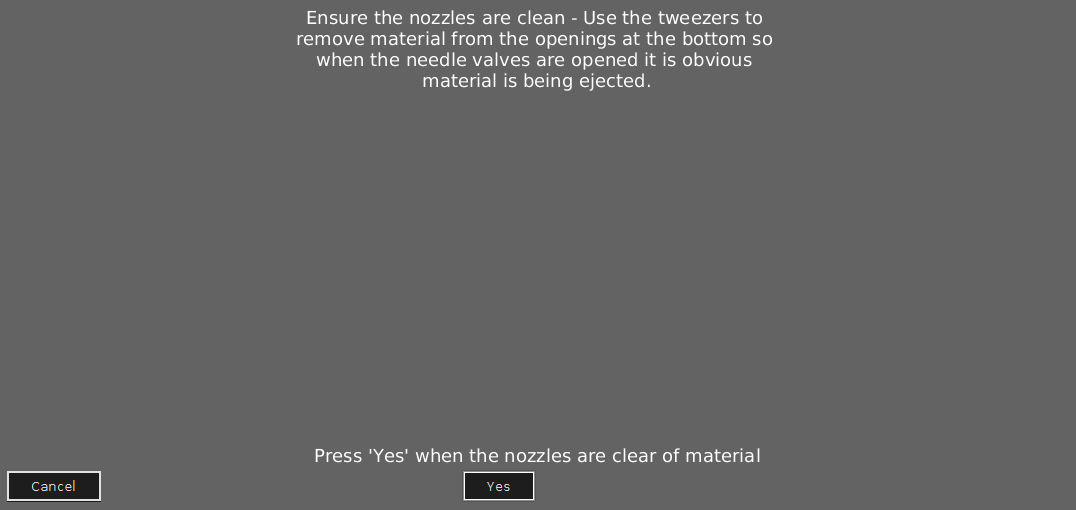 Ensure the nozzles are clean - Use the tweezers to
remove material from the openings at the bottom so
when the needle valves are opened it is obvious
material is being ejected.
Press 'Yes' when the nozzles are clear of material
Cancel
Yes